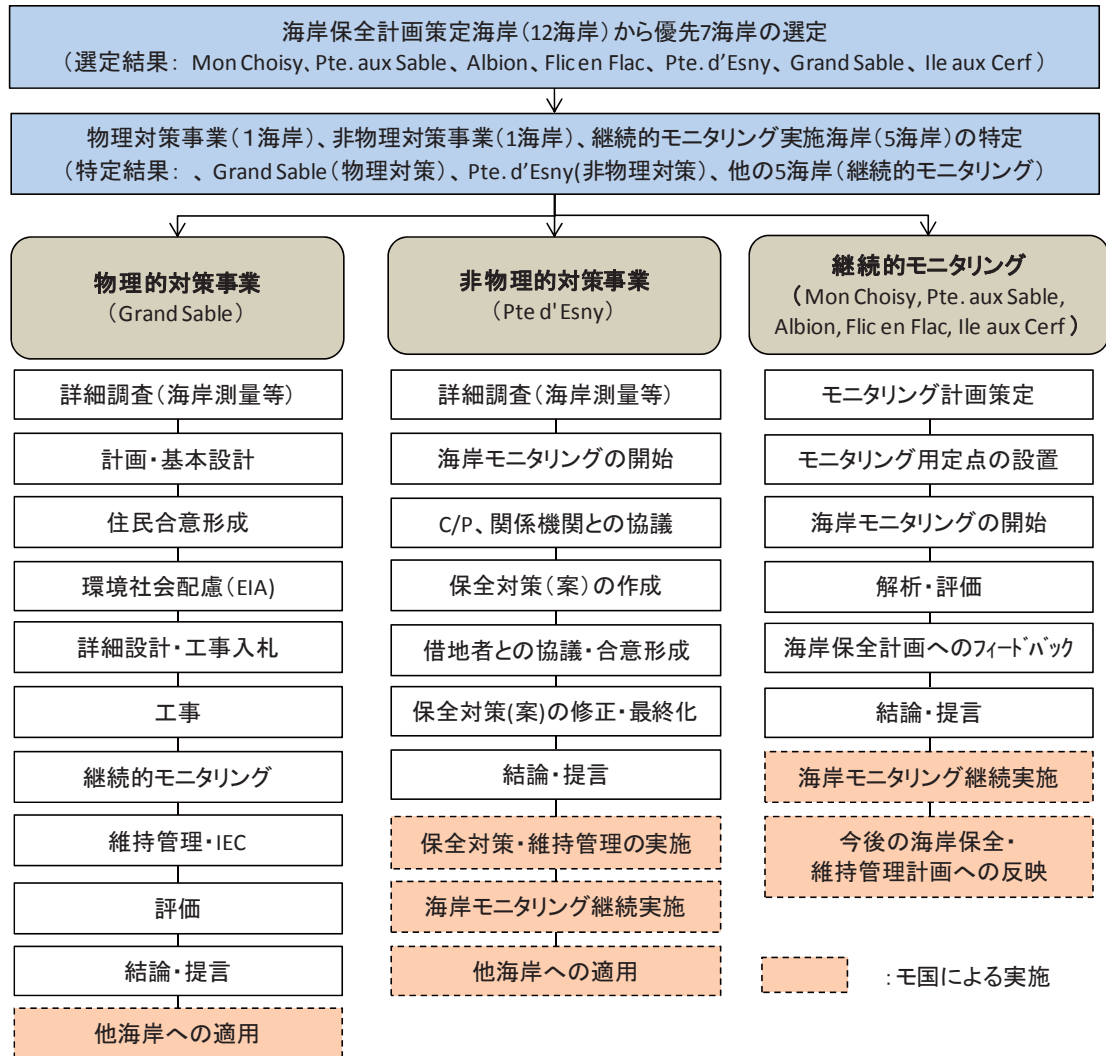 海岸保全計画策定海岸（12海岸）から優先7海岸の選定
（選定結果： Mon Choisy、Pte. aux Sable、Albion、Flic en Flac、Pte. d’Esny、Grand Sable、Ile aux Cerf）
物理対策事業（１海岸）、非物理対策事業（1海岸）、継続的モニタリング実施海岸（5海岸）の特定
（特定結果： 、Grand Sable（物理対策）、Pte. d’Esny(非物理対策）、他の5海岸（継続的モニタリング）
物理的対策事業
（Grand Sable）
詳細調査（海岸測量等）
計画・基本設計
住民合意形成
環境社会配慮（EIA)
詳細設計・工事入札
工事
継続的モニタリング
維持管理・IEC
評価
結論・提言
他海岸への適用
非物理的対策事業
（Pte d' Esny）
詳細調査（海岸測量等）
海岸モニタリングの開始
C/P、関係機関との協議
保全対策（案）の作成
借地者との協議・合意形成
保全対策(案）の修正・最終化
結論・提言
保全対策・維持管理の実施
海岸モニタリング継続実施
他海岸への適用
継続的モニタリング
（Mon Choisy, Pte. aux Sable,
Albion, Flic en Flac, Ile aux Cerf ）
モニタリング計画策定
モニタリング用定点の設置
海岸モニタリングの開始
解析・評価
海岸保全計画へのﾌｨｰﾄﾞﾊﾞｯｸ
結論・提言
海岸モニタリング継続実施
今後の海岸保全・
維持管理計画への反映
：モ国による実施